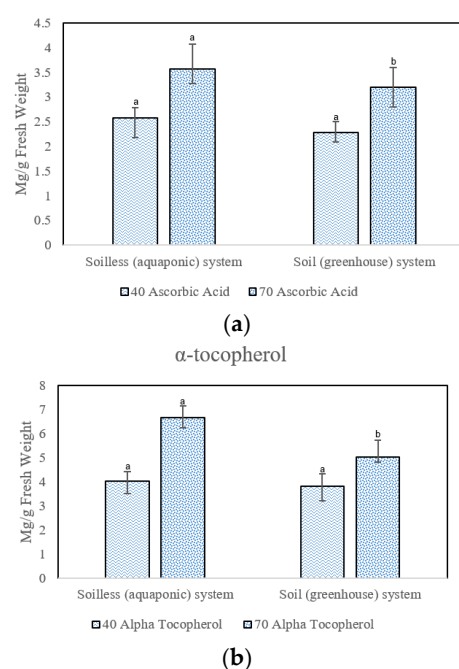 4.5
4
3.5
3
2.5
2
1.5
1
0.5
0
Mg/g Fresh Weight
a a a b
Soilless (aquaponic) system Soil (greenhouse) system
40 Ascorbic Acid 70 Ascorbic Acid
(a)
α-tocopherol
8
7
6
5
4
3
2
1
0
Mg/g Fresh Weight
a a a b
Soilless (aquaponic) system Soil (greenhouse) system
40 Alpha Tocopherol 70 Alpha Tocopherol
(b)